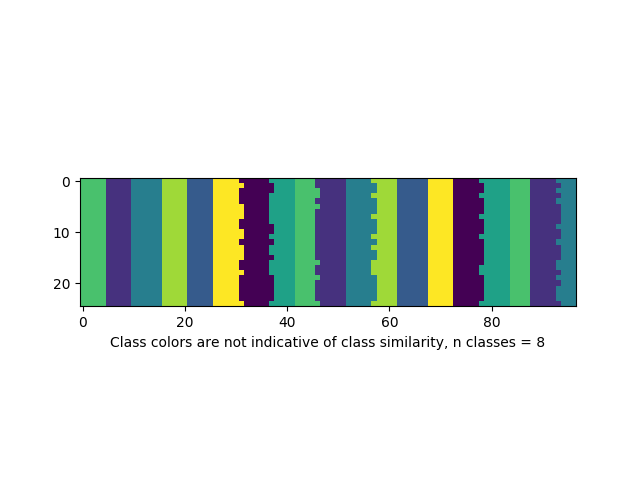 0
10
20
0 20 40 60 80
Class colors are not indicative of class similarity, n classes = 8